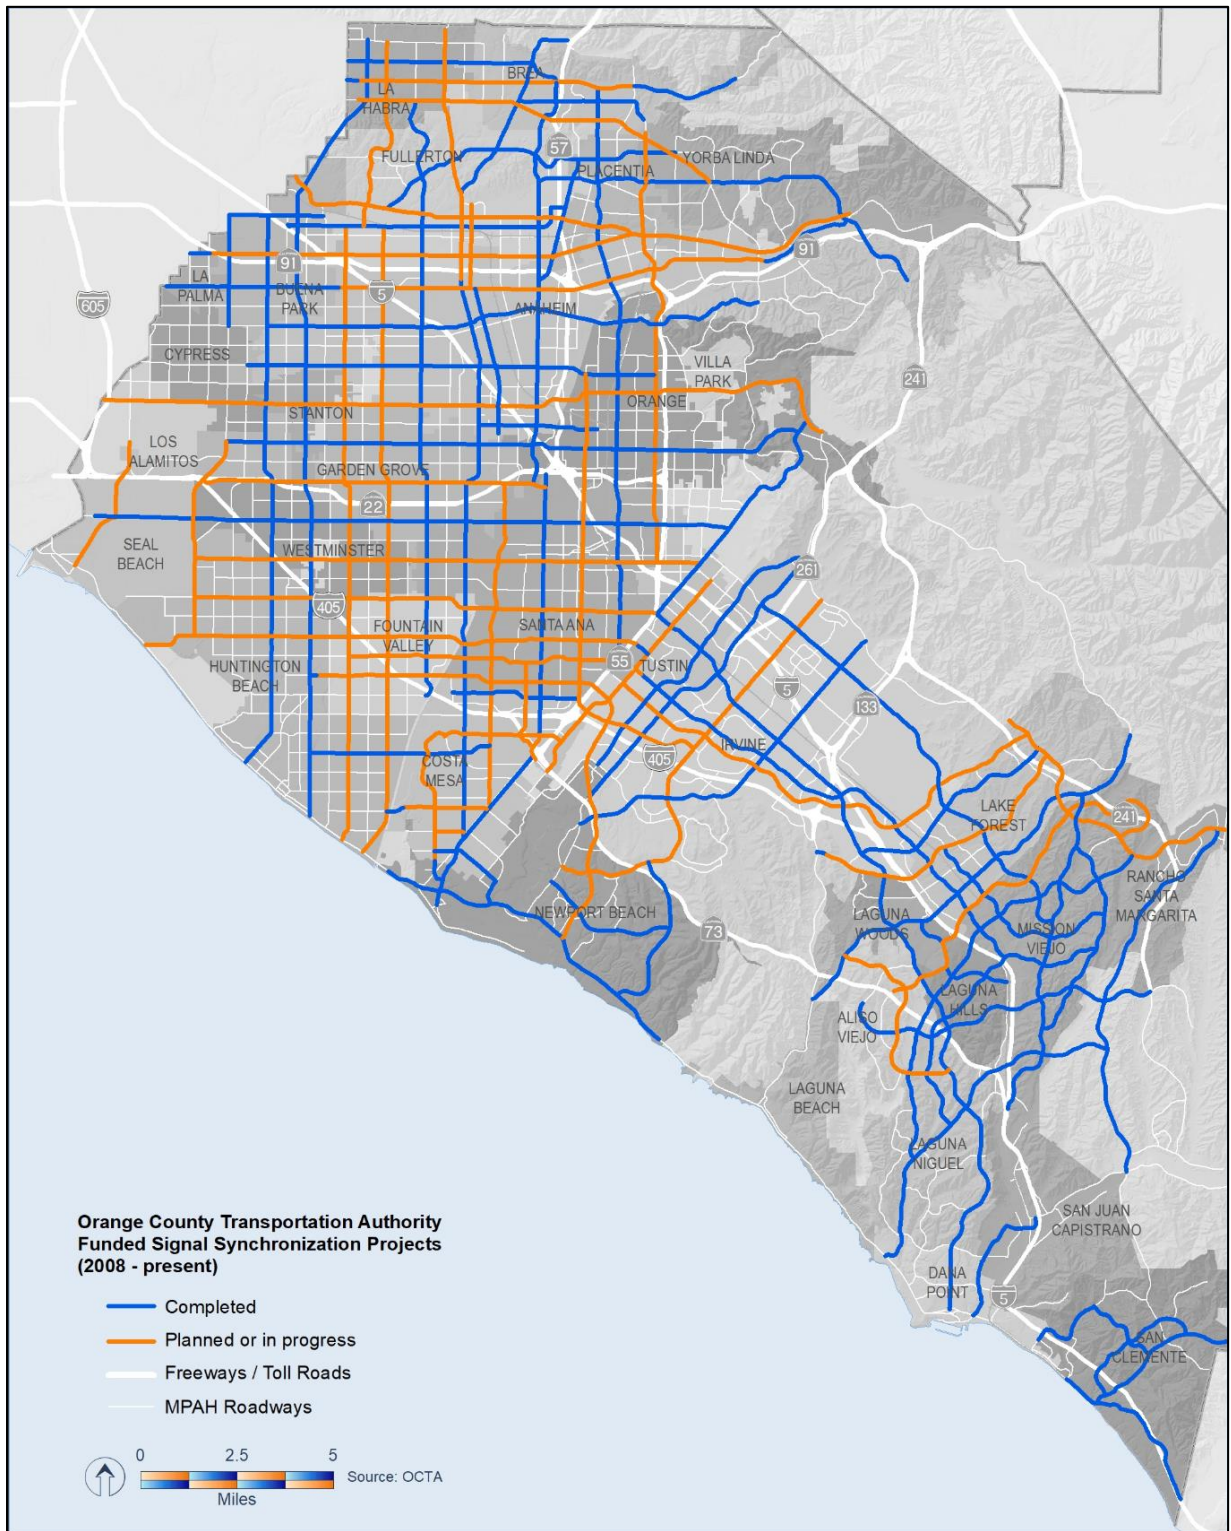 BREA
LA
HABRA
FULLERTON
57
PLACENTIA
YORBA LINDA
91
91
LA
PALMA
BUENA
PARK
5
605
ANAHEIM
CYPRESS
VILLA
PARK
241
STANTON
ORANGE
LOS
ALAMITOS
GARDEN GROVE
22
SEAL
BEACH
WESTMINSTER
261
405
FOUNTAIN
VALLEY
SANTA ANA
55
TUSTIN
HUNTINGTON
BEACH
5
133
IRVINE
405
COSTA
MESA
LAKE
FOREST
241
RANCHO
SANTA
MARGARITA
NEWPORT BEACH
LAGUNA
WOODS
73
MISSION
VIEJO
LAGUNA
HILLS
ALISO
VIEJO
LAGUNA
BEACH
LAGUNA
NIGUEL
SAN JUAN
CAPISTRANO
DANA
POINT
5
SAN
CLEMENTE
Orange County Transportation Authority
Funded Signal Synchronization Projects
(2008 - present)
Completed
Planned or in progress
Freeways / Toll Roads
MPAH Roadways
0 2.5 5
Miles
Source: OCTA